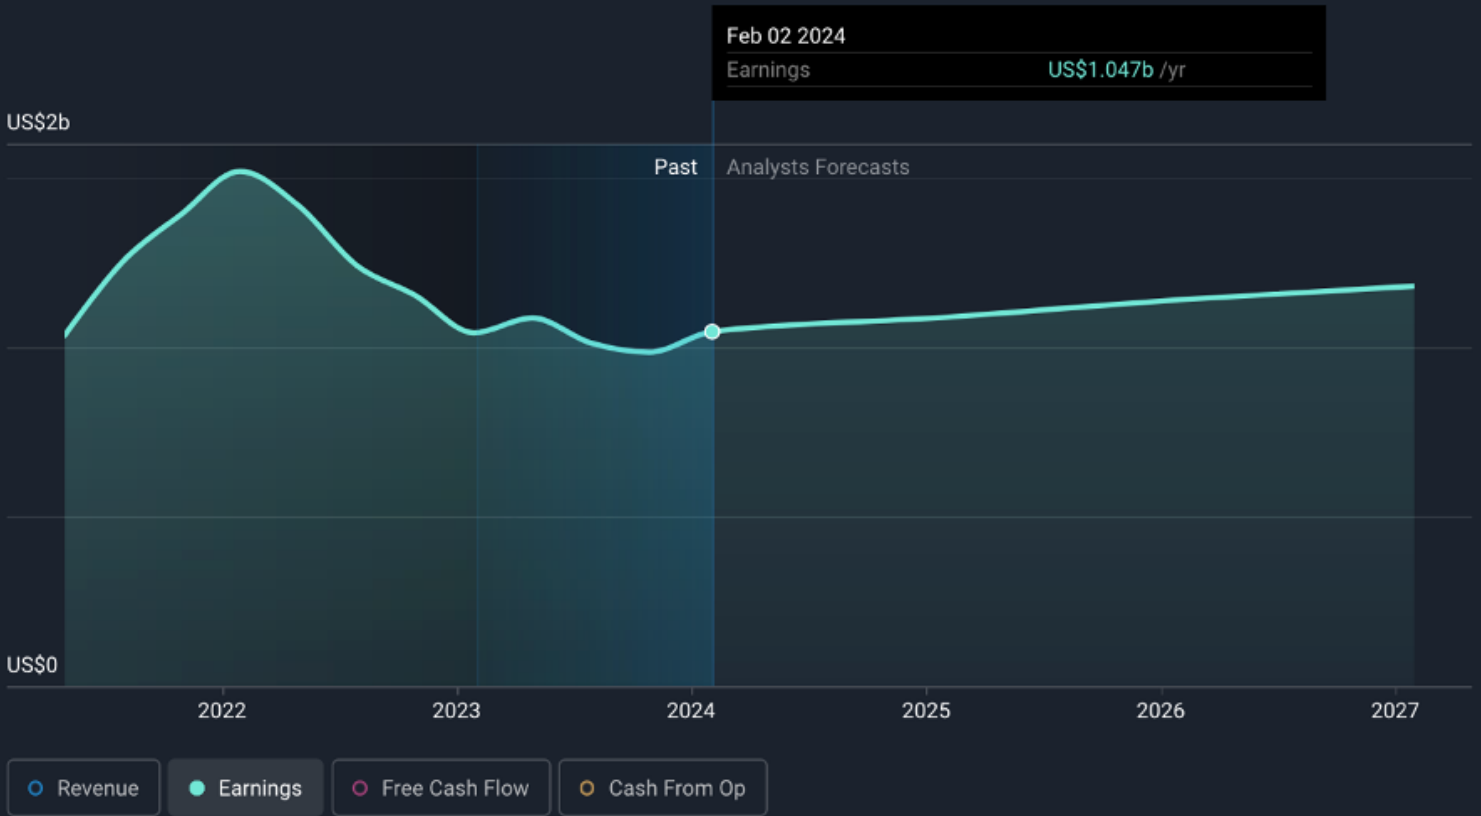 Feb 02 2024
Earnings US$1.047b /yr
US$2b
Past Analysts Forecasts
US$0
2022 2023 2024 2025 2026 2027
Revenue Earnings Free Cash Flow Cash From Op